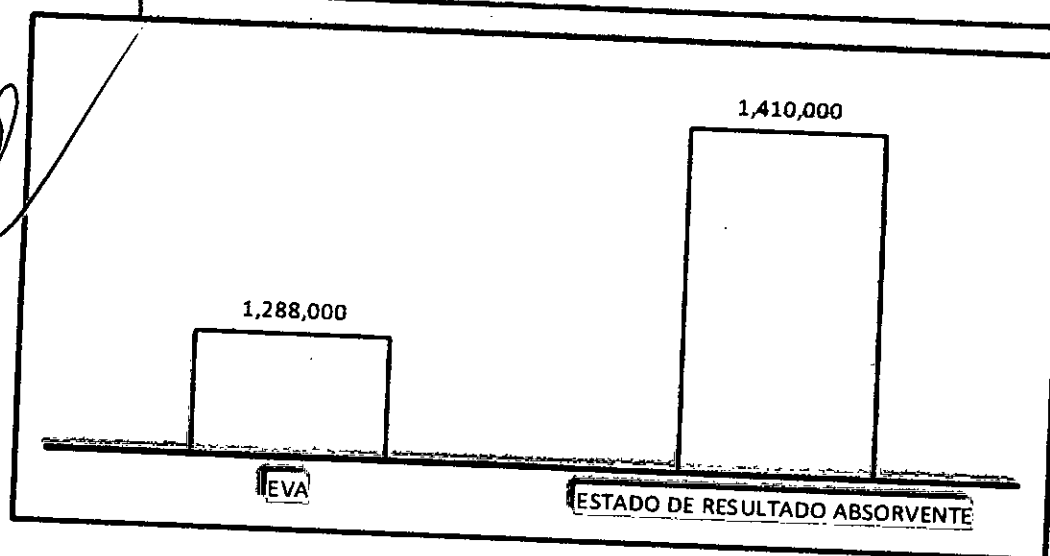 1,410,000
1,288,000
EVA
ESTADO DE RESULTADO ABSORVENTE